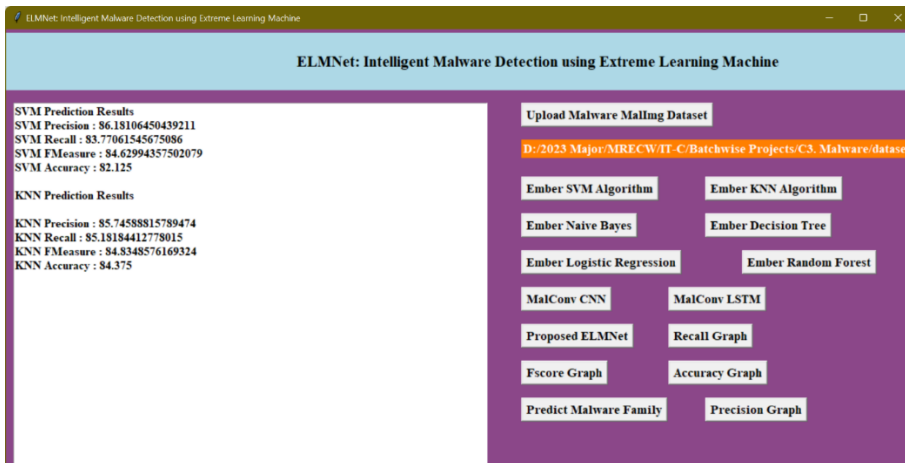 ELMNet: Intelligent Malware Detection using Extreme Learning Machine
ELMNet: Intelligent Malware Detection using Extreme Learning Machine
SVM Prediction Results
SVM Precision : 86.18106450439211
SVM Recall : 83.77061545675086
SVM FMeasure : 84.62994357502079
SVM Accuracy : 82.125
KNN Prediction Results
KNN Precision : 85.74588815789474
KNN Recall : 85.18184412778015
KNN FMeasure : 84.8348576169324
KNN Accuracy : 84.375
Upload Malware MalImg Dataset
D:/2023 Major/MRECW/IT-C/Batchwise Projects/C3. Malware/datase
Ember SVM Algorithm
Ember KNN Algorithm
Ember Naive Bayes
Ember Decision Tree
Ember Logistic Regression
Ember Random Forest
MalConv CNN
MalConv LSTM
Proposed ELMNet
Recall Graph
Fscore Graph
Accuracy Graph
Predict Malware Family
Precision Graph